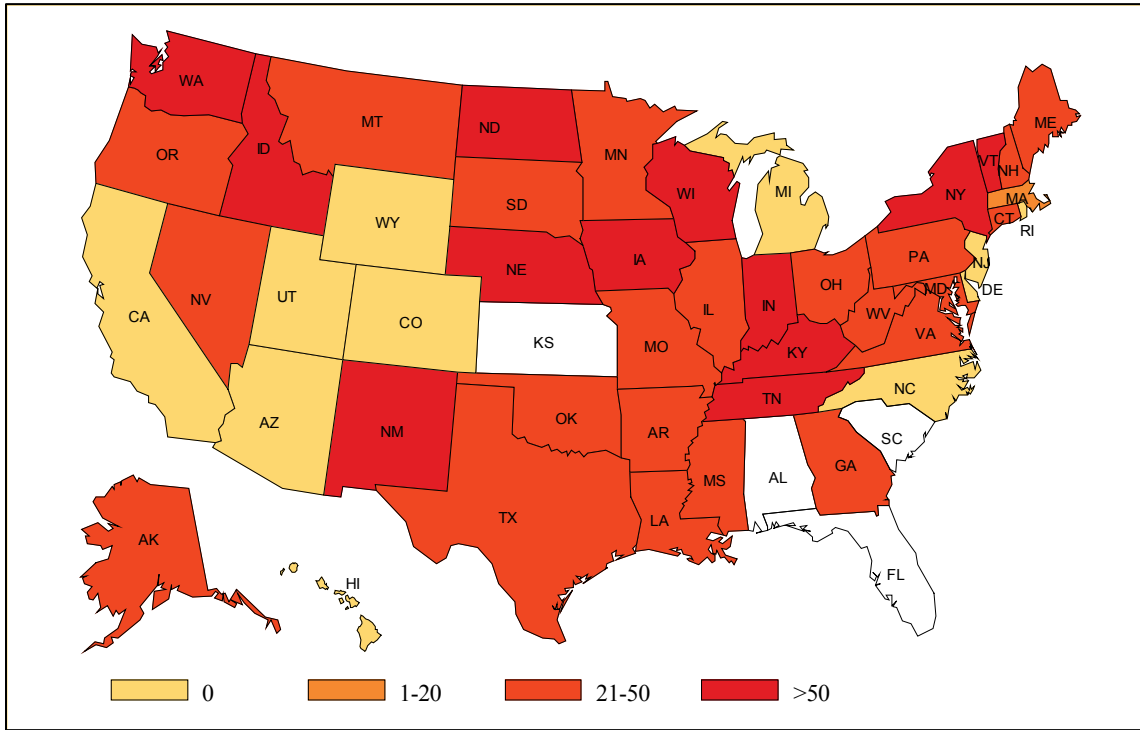 WA
MT
ND
MN
ME
OR
ID
SD
WI
MI
VT
NH
NY
MA
CT
RI
WY
NE
IA
PA
NJ
NV
UT
CO
IL
IN
OH
MD
DE
WV
VA
CA
KS
MO
KY
AZ
NM
OK
AR
TN
NC
SC
MS
AL
GA
TX
LA
AK
HI
FL
0
1-20
21-50
>50